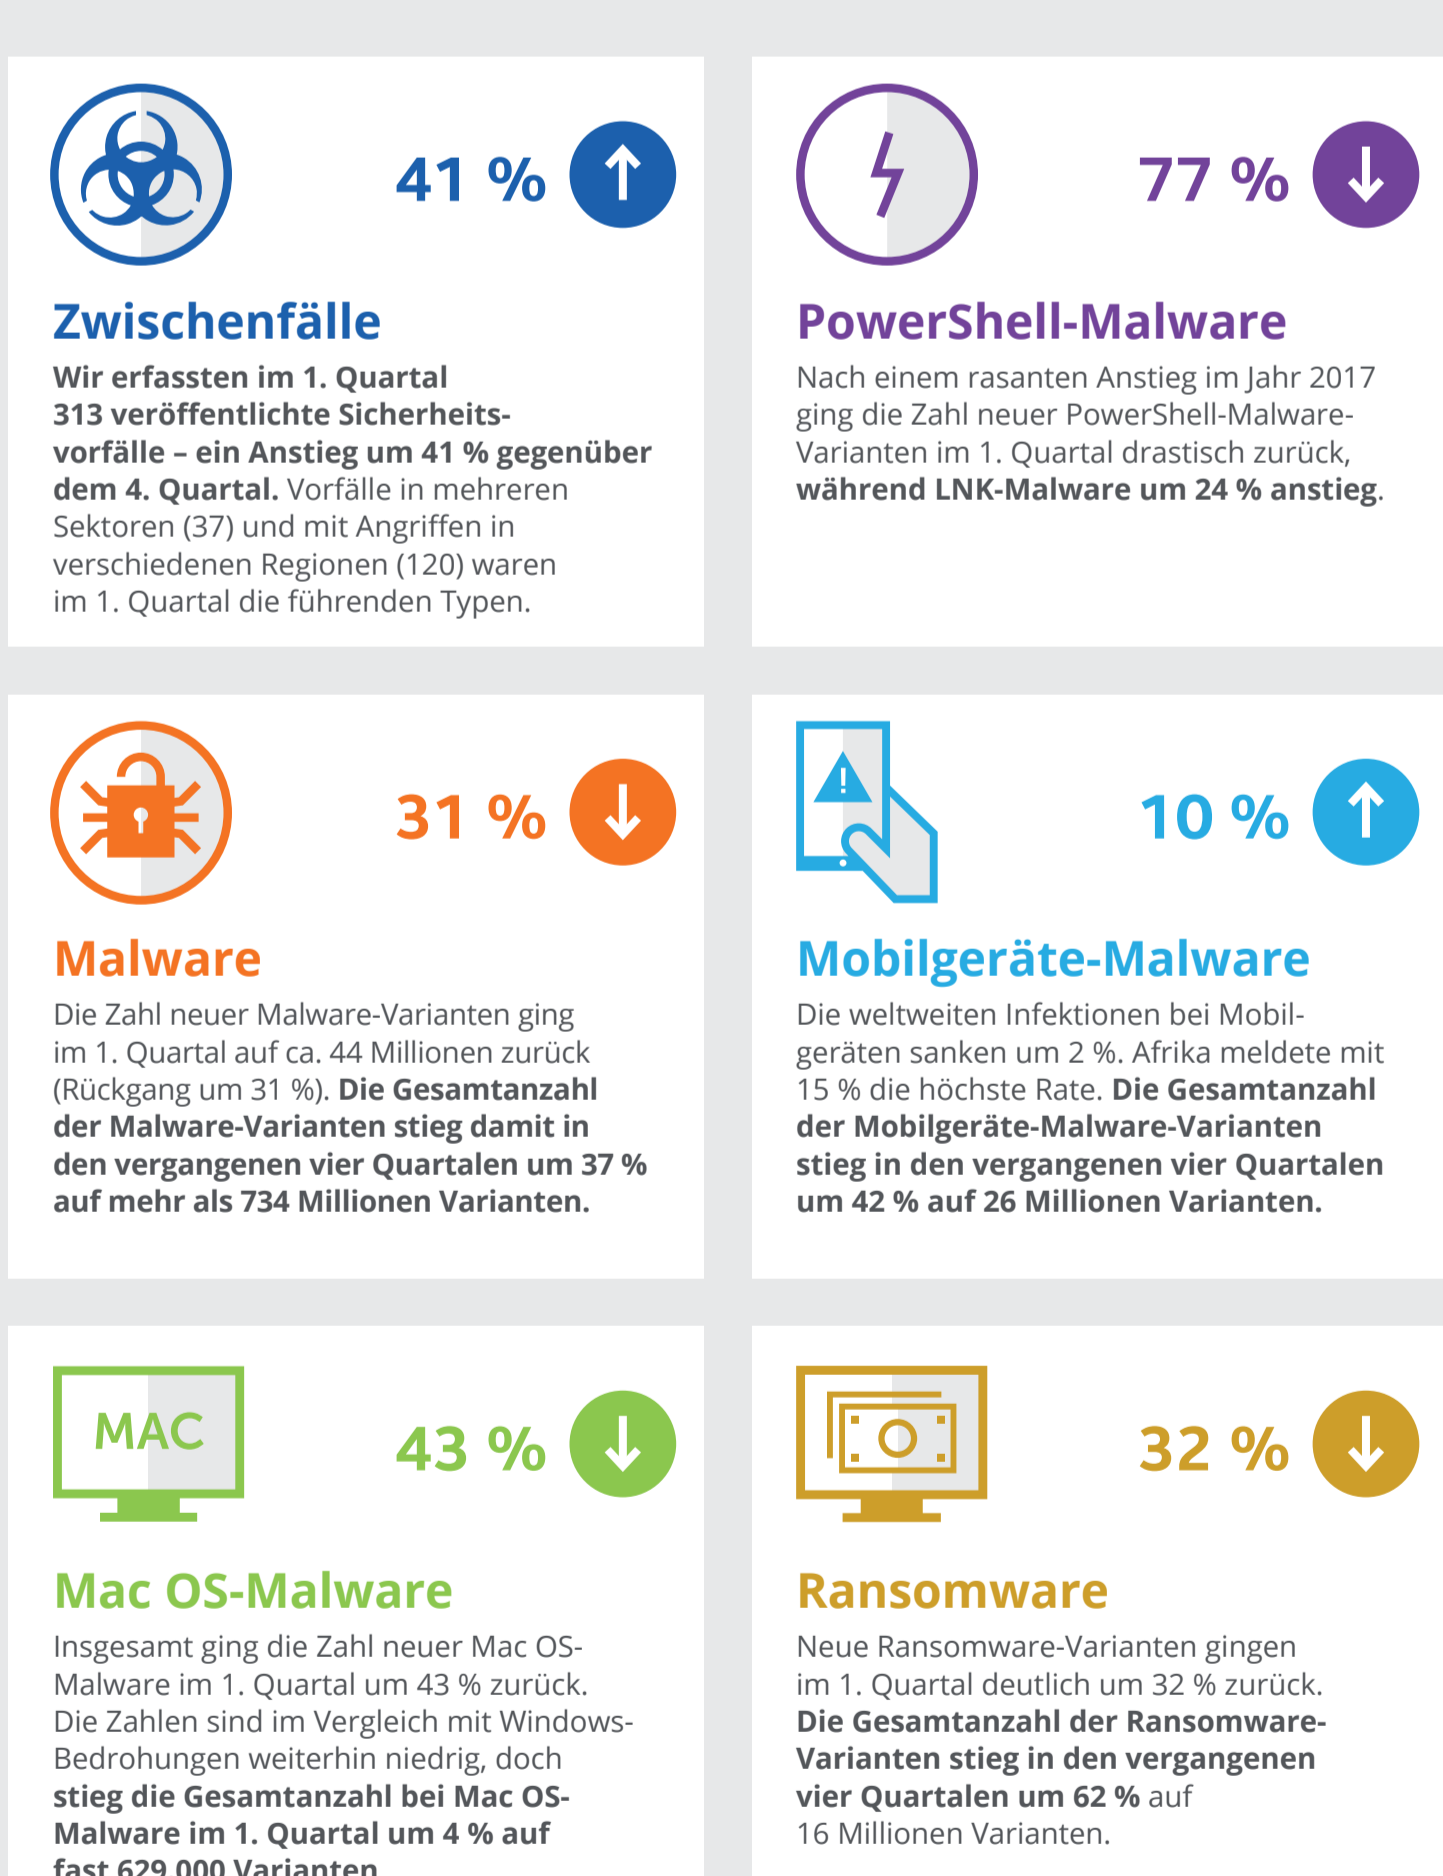 41 %
Zwischenfälle
Wir erfassten im 1. Quartal
313 veröffentlichte Sicherheits-
vorfälle – ein Anstieg um 41 % gegenüber
dem 4. Quartal. Vorfälle in mehreren
Sektoren (37) und mit Angriffen in
verschiedenen Regionen (120) waren
im 1. Quartal die führenden Typen.
77 %
PowerShell-Malware
Nach einem rasanten Anstieg im Jahr 2017
ging die Zahl neuer PowerShell-Malware-
Varianten im 1. Quartal drastisch zurück,
während LNK-Malware um 24 % anstieg.
31 %
Malware
Die Zahl neuer Malware-Varianten ging
im 1. Quartal auf ca. 44 Millionen zurück
(Rückgang um 31 %). Die Gesamtanzahl
der Malware-Varianten stieg damit in
den vergangenen vier Quartalen um 37 %
auf mehr als 734 Millionen Varianten.
!
10 %
Mobilgeräte-Malware
Die weltweiten Infektionen bei Mobil-
geräten sanken um 2 %. Afrika meldete mit
15 % die höchste Rate. Die Gesamtanzahl
der Mobilgeräte-Malware-Varianten
stieg in den vergangenen vier Quartalen
um 42 % auf 26 Millionen Varianten.
MAC
43 %
Mac OS-Malware
Insgesamt ging die Zahl neuer Mac OS-
Malware im 1. Quartal um 43 % zurück.
Die Zahlen sind im Vergleich mit Windows-
Bedrohungen weiterhin niedrig, doch
stieg die Gesamtanzahl bei Mac OS-
Malware im 1. Quartal um 4 % auf
fast 629 000 Varianten
32 %
Ransomware
Neue Ransomware-Varianten gingen
im 1. Quartal deutlich um 32 % zurück.
Die Gesamtanzahl der Ransomware-
Varianten stieg in den vergangenen
vier Quartalen um 62 % auf
16 Millionen Varianten.